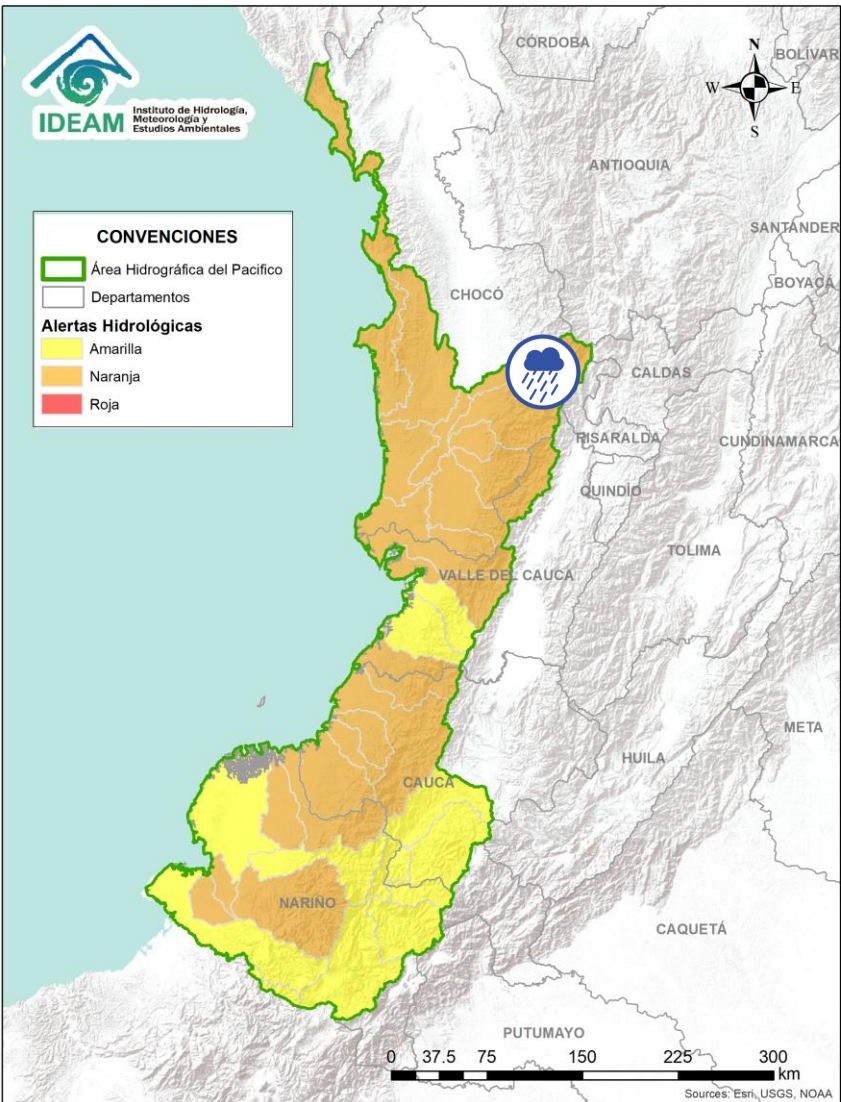 IDEAM
Instituto de Hidrología,
Meteorología y
Estudios Ambientales
N
W
E
S
CÓRDOBA
BOLÍVAR
ANTIOQUIA
SANTANDER
BOYACÁ
CHOCÓ
CONVENCIONES
Área Hidrográfica del Pacifico
Departamentos
Alertas Hidrológicas
Amarilla
Naranja
Roja
CALDAS
RISARALDA
CUNDINAMARCA
QUINDÍO
TOLIMA
VALLE DEL CAUCA
META
HUILA
CAUCA
NARIÑO
CAQUETÁ
PUTUMAYO
0 37.5 75 150 225 300
km
Sources: Esri, USGS, NOAA